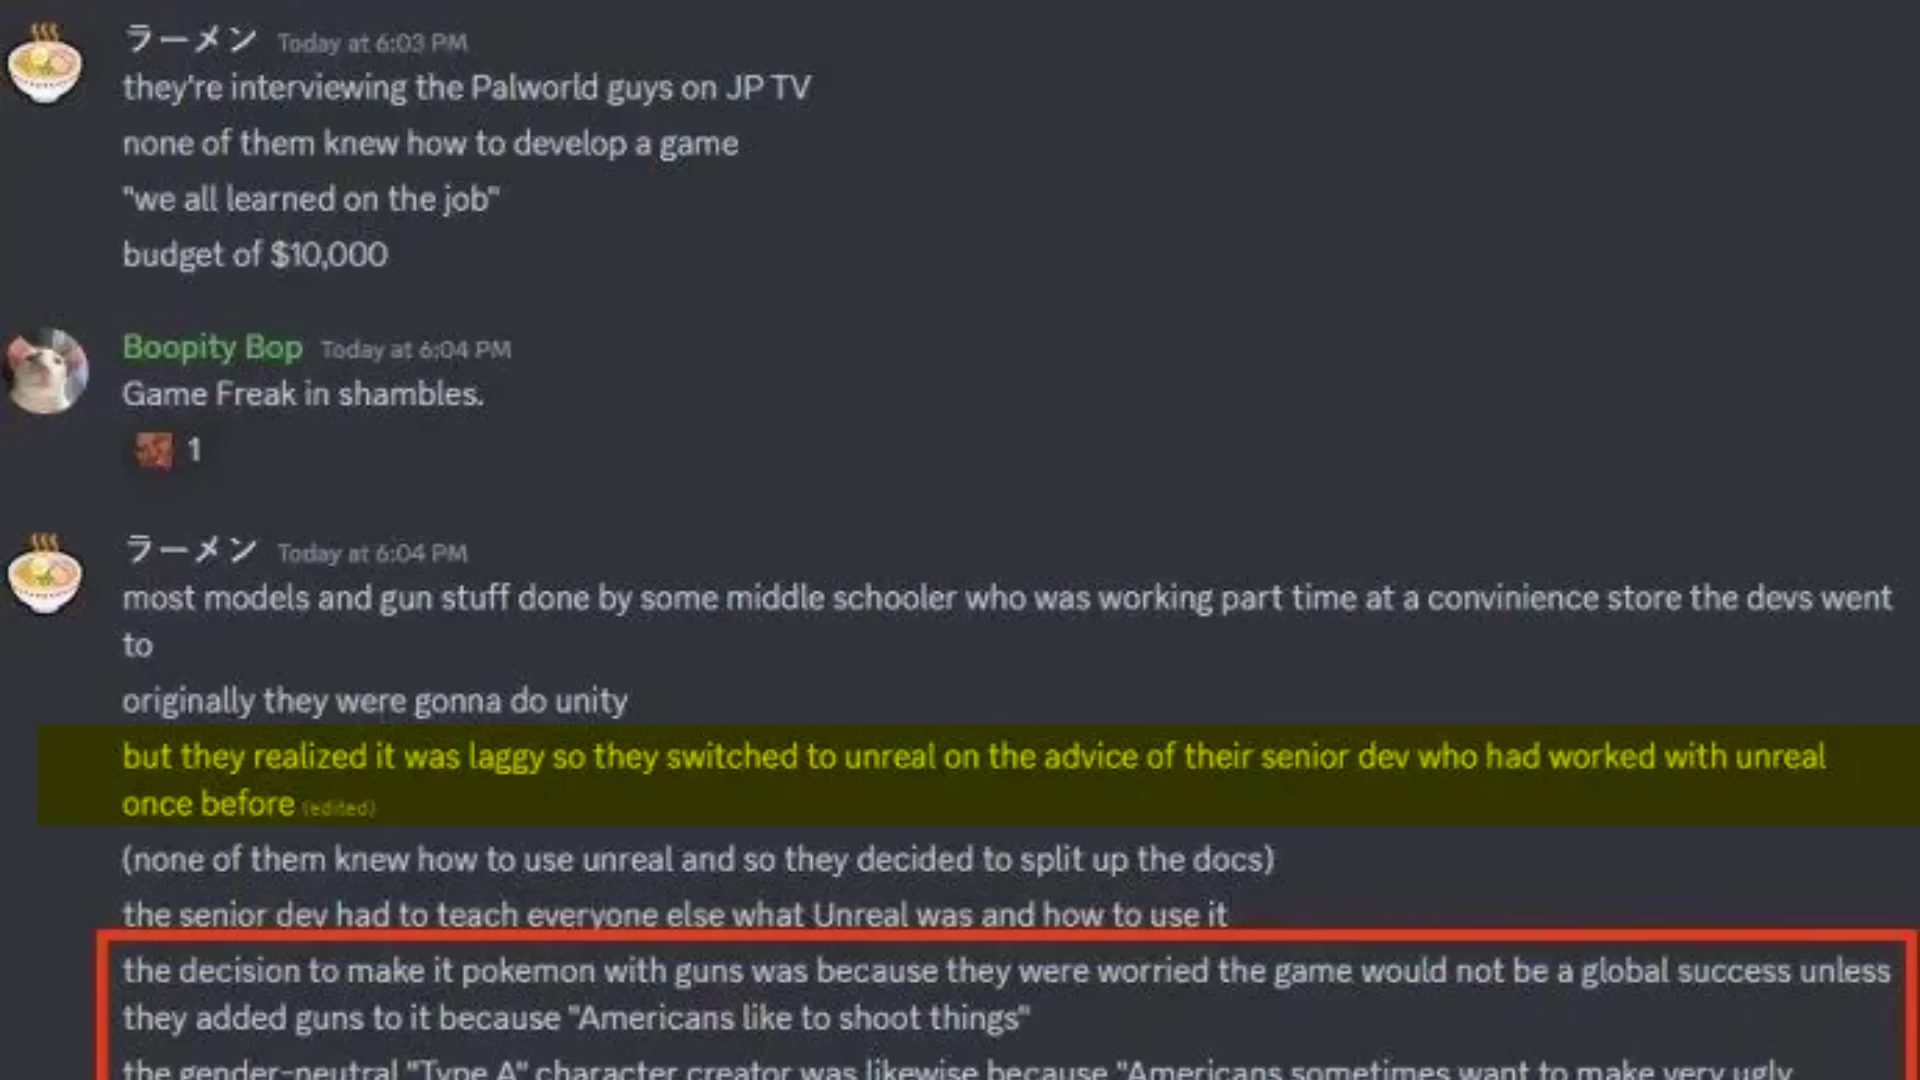 ラーメン Today at 6:03 PM
they're interviewing the Palworld guys on JP TV
none of them knew how to develop a game
"we all learned on the job"
budget of $10,000
Boopity Bop Today at 6:04 PM
Game Freak in shambles.
1
ラーメン Today at 6:04 PM
most models and gun stuff done by some middle schooler who was working part time at a convinience store the devs went
to
originally they were gonna do unity
but they realized it was laggy so they switched to unreal on the advice of their senior dev who had worked with unreal
once before (edited)
(none of them knew how to use unreal and so they decided to split up the docs)
the senior dev had to teach everyone else what Unreal was and how to use it
the decision to make it pokemon with guns was because they were worried the game would not be a global success unless
they added guns to it because "Americans like to shoot things"
the gender-neutral "Type A" character creator was likewise because "Americans sometimes want to make very ugly